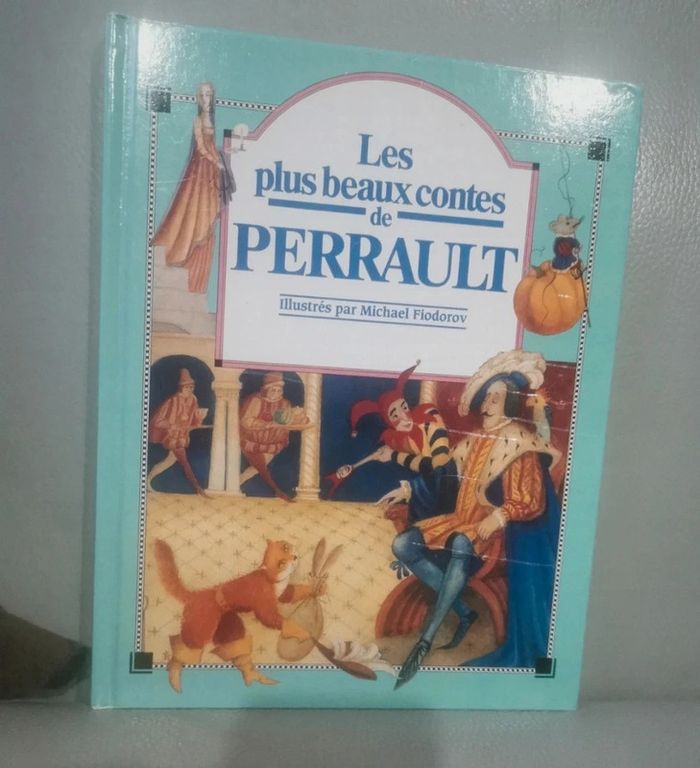 Les
plus beaux contes
de
PERRAULT
Illustrés par Michael Fiodorov